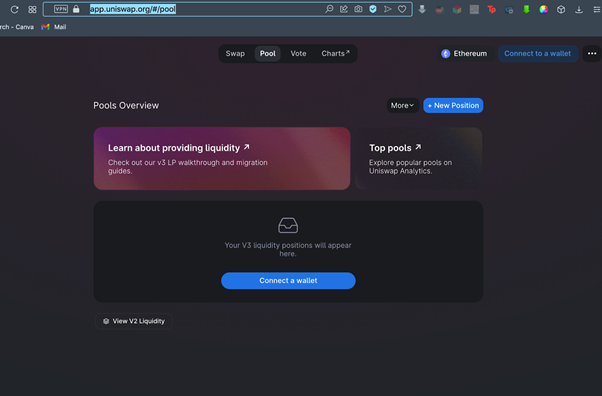 VPN
app.uniswap.org/#/pool
rch - Canva
Mail
Swap
Pool
Vote
Charts↗
Ethereum
Connect to a wallet
Pools Overview
More
+ New Position
Learn about providing liquidity ↗
Check out our v3 LP walkthrough and migration
guides.
Top pools ↗
Explore popular pools on
Uniswap Analytics.
Your V3 liquidity positions will appear
here.
Connect a wallet
View V2 Liquidity